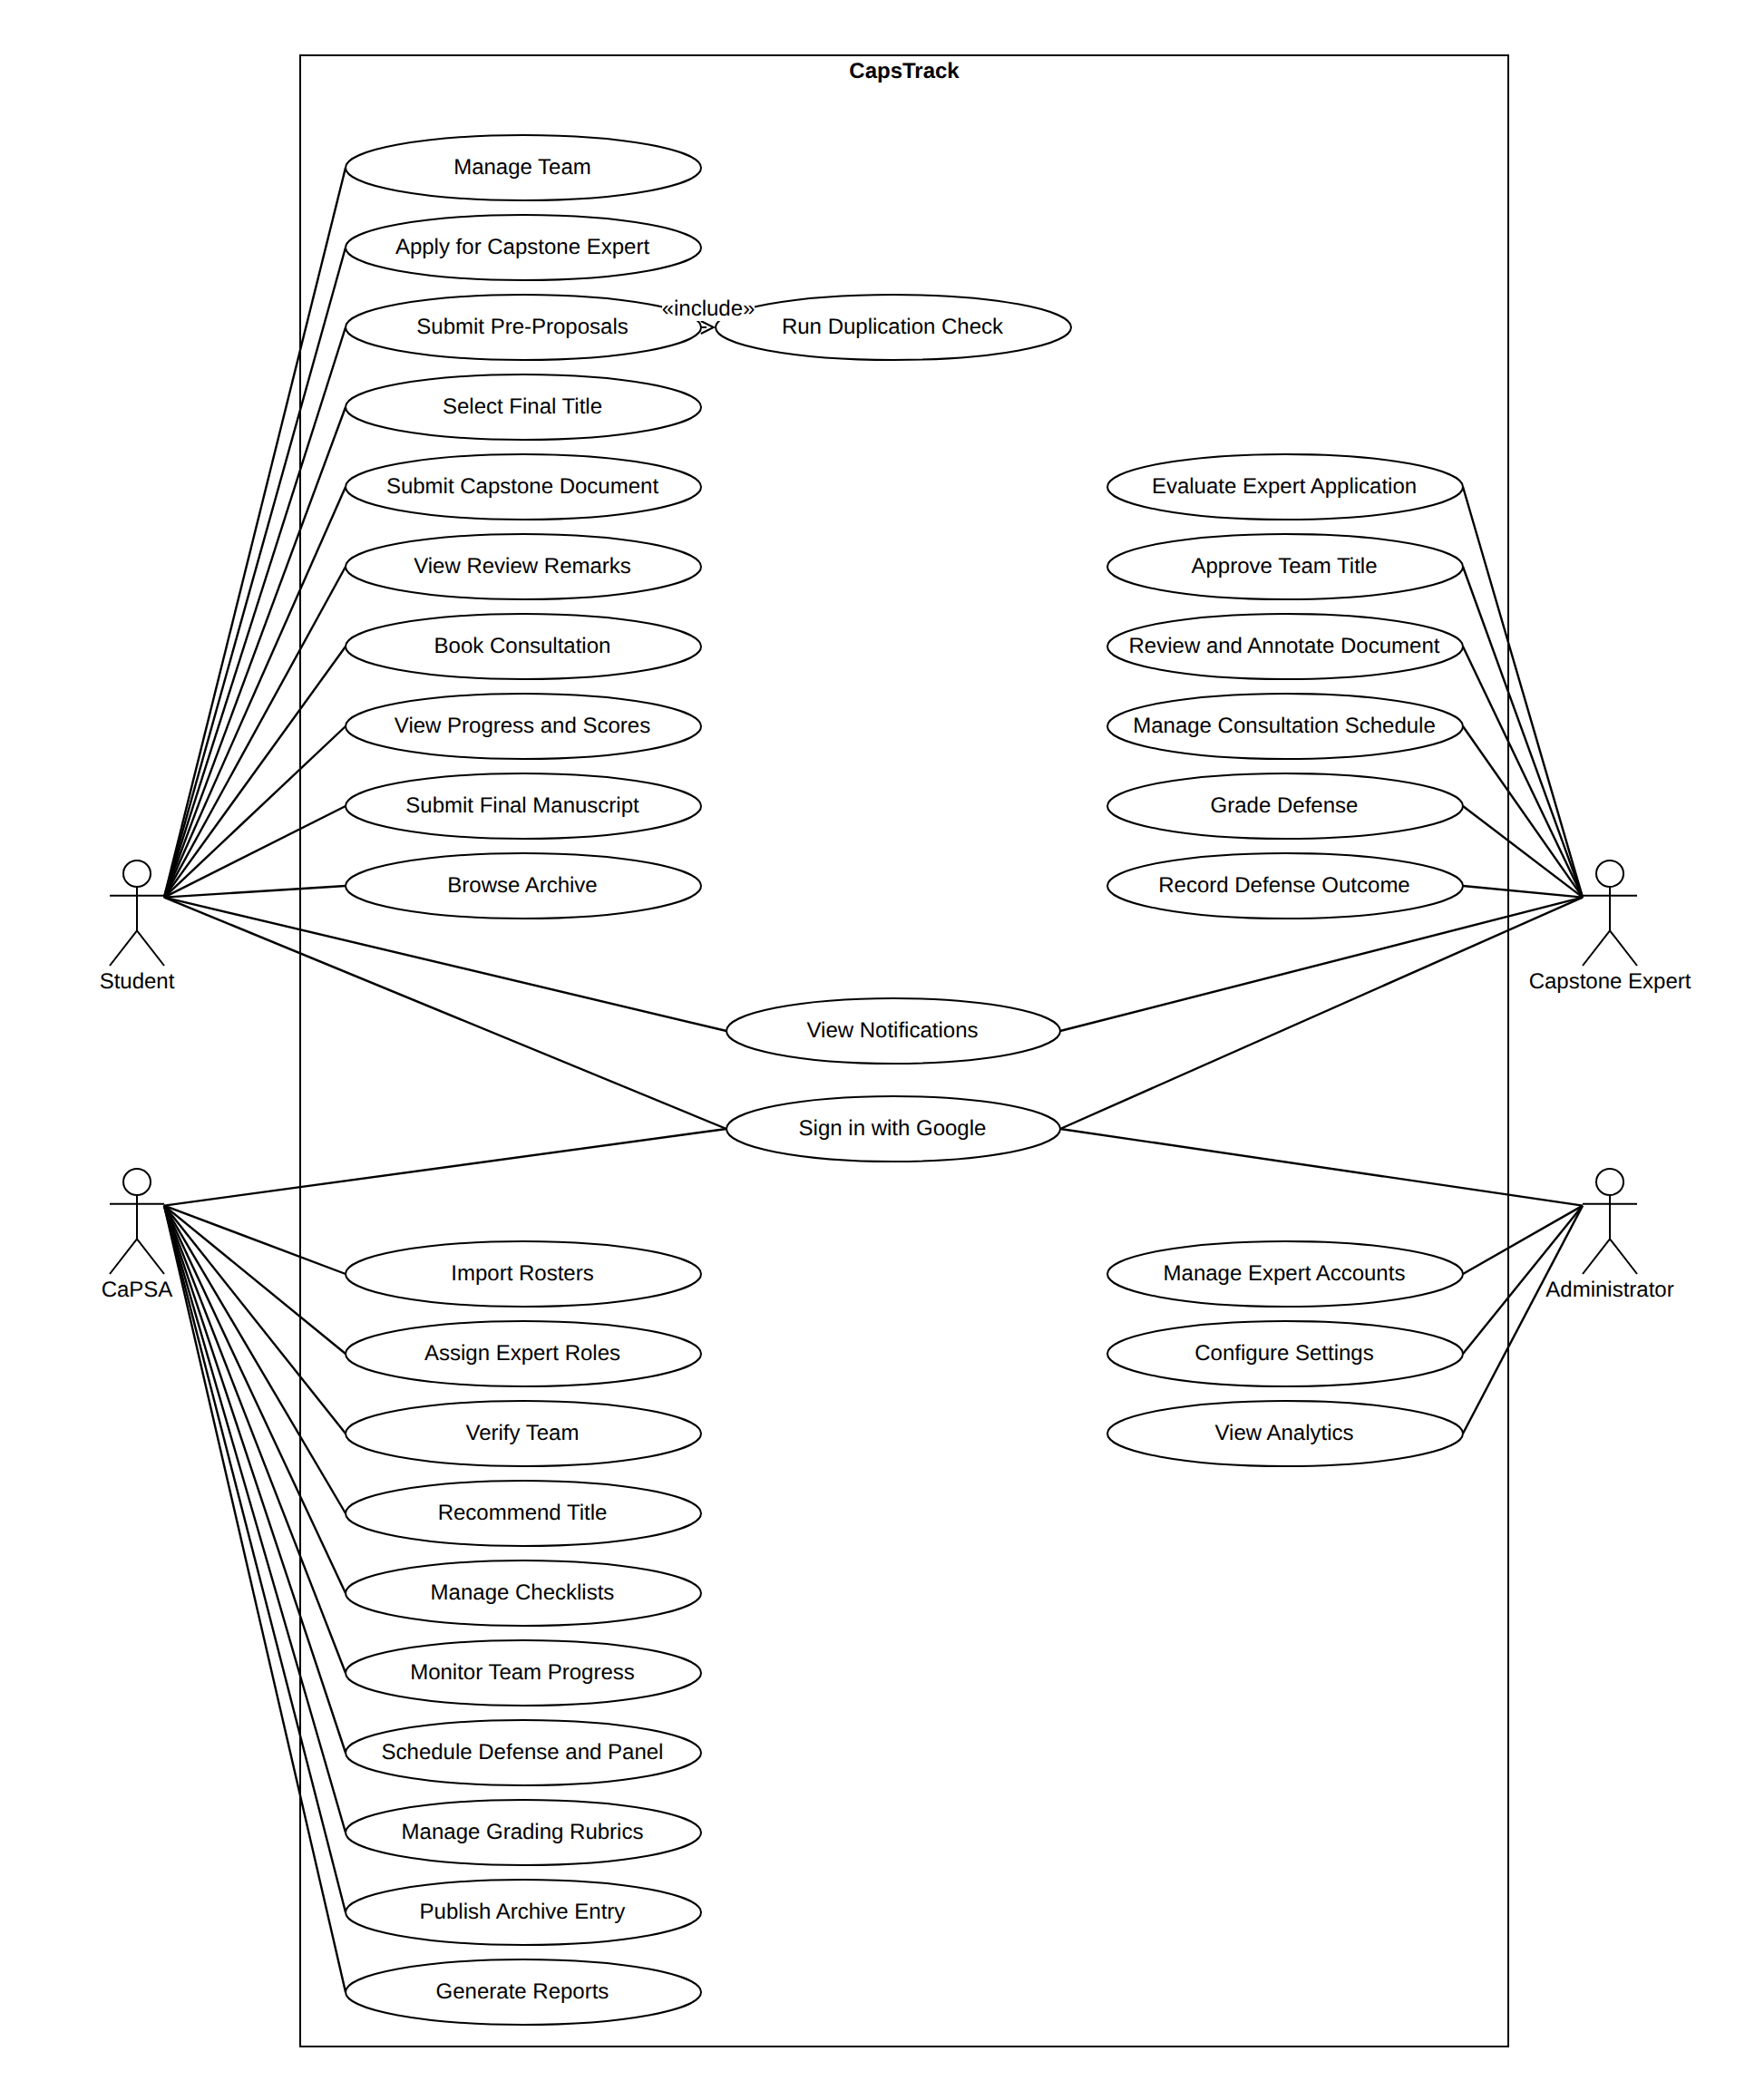 CapsTrack
Manage Team
Apply for Capstone Expert
«include»
Submit Pre-Proposals
Run Duplication Check
Select Final Title
Submit Capstone Document
Evaluate Expert Application
View Review Remarks
Approve Team Title
Book Consultation
Review and Annotate Document
View Progress and Scores
Manage Consultation Schedule
Submit Final Manuscript
Grade Defense
Browse Archive
Record Defense Outcome
Student
Capstone Expert
View Notifications
Sign in with Google
CaPSA
Administrator
Import Rosters
Manage Expert Accounts
Assign Expert Roles
Configure Settings
Verify Team
View Analytics
Recommend Title
Manage Checklists
Monitor Team Progress
Schedule Defense and Panel
Manage Grading Rubrics
Publish Archive Entry
Generate Reports